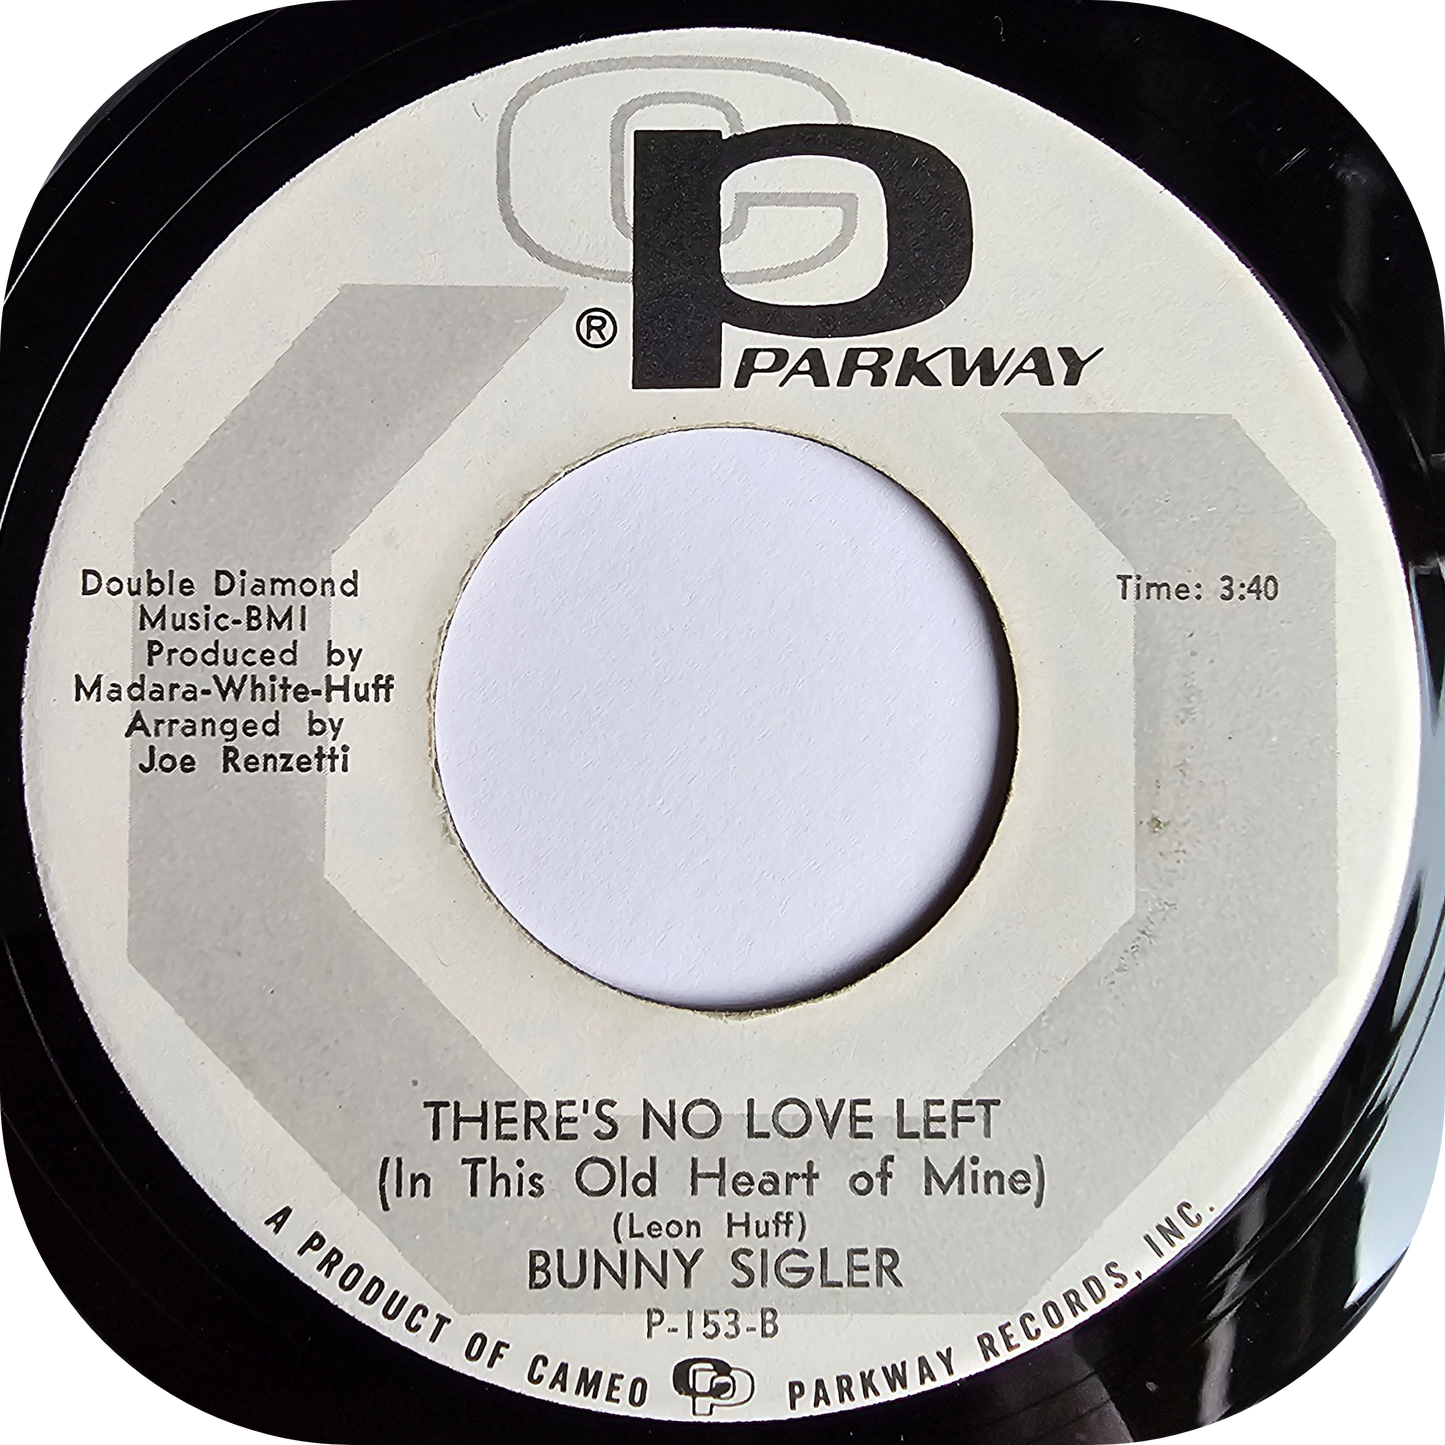 CP
® PARKWAY
Double Diamond
Music-BMI
Produced by
Madara-White-Huff
Arranged by
Joe Renzetti
Time: 3:40
THERE'S NO LOVE LEFT
(In This Old Heart of Mine)
(Leon Huff)
BUNNY SIGLER
P-153-B
A PRODUCT OF CAMEO CP PARKWAY RECORDS, INC.